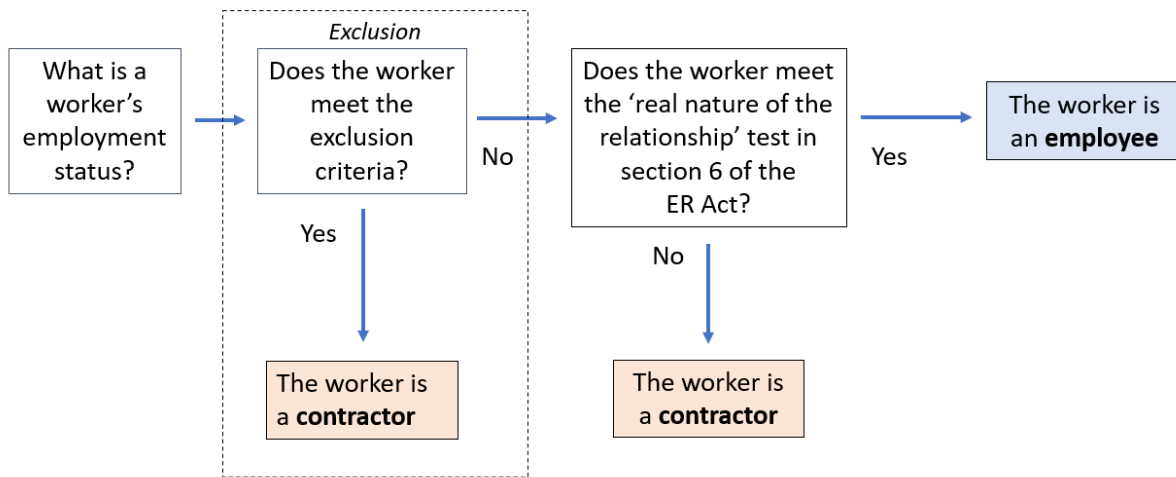 Exclusion
What is a
worker’s
employment
status?
Does the worker
meet the
exclusion
criteria?
No
Yes
The worker is
a contractor
Does the worker meet
the ‘real nature of the
relationship’ test in
section 6 of the
ER Act?
Yes
No
The worker is
a contractor
The worker is
an employee